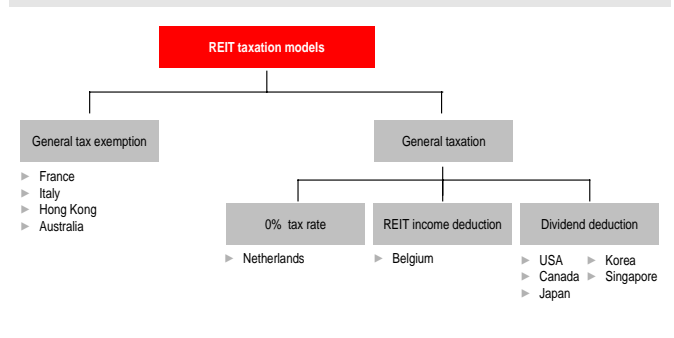 REIT taxation models
General tax exemption
General taxation
France
Italy
Hong Kong
Australia
0% tax rate
REIT income deduction
Dividend deduction
Netherlands
Belgium
USA
Canada
Japan
Korea
Singapore